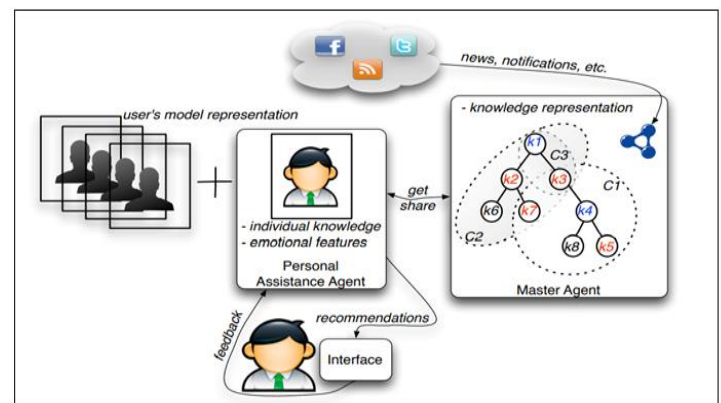 f
t
news, notifications, etc.
user's model representation
- knowledge representation
k1
C3
k2
k3
C1
k6
k7
k4
C2
k8
k5
Master Agent
get
share
- individual knowledge
- emotional features
Personal
Assistance Agent
recommendations
feedback
Interface